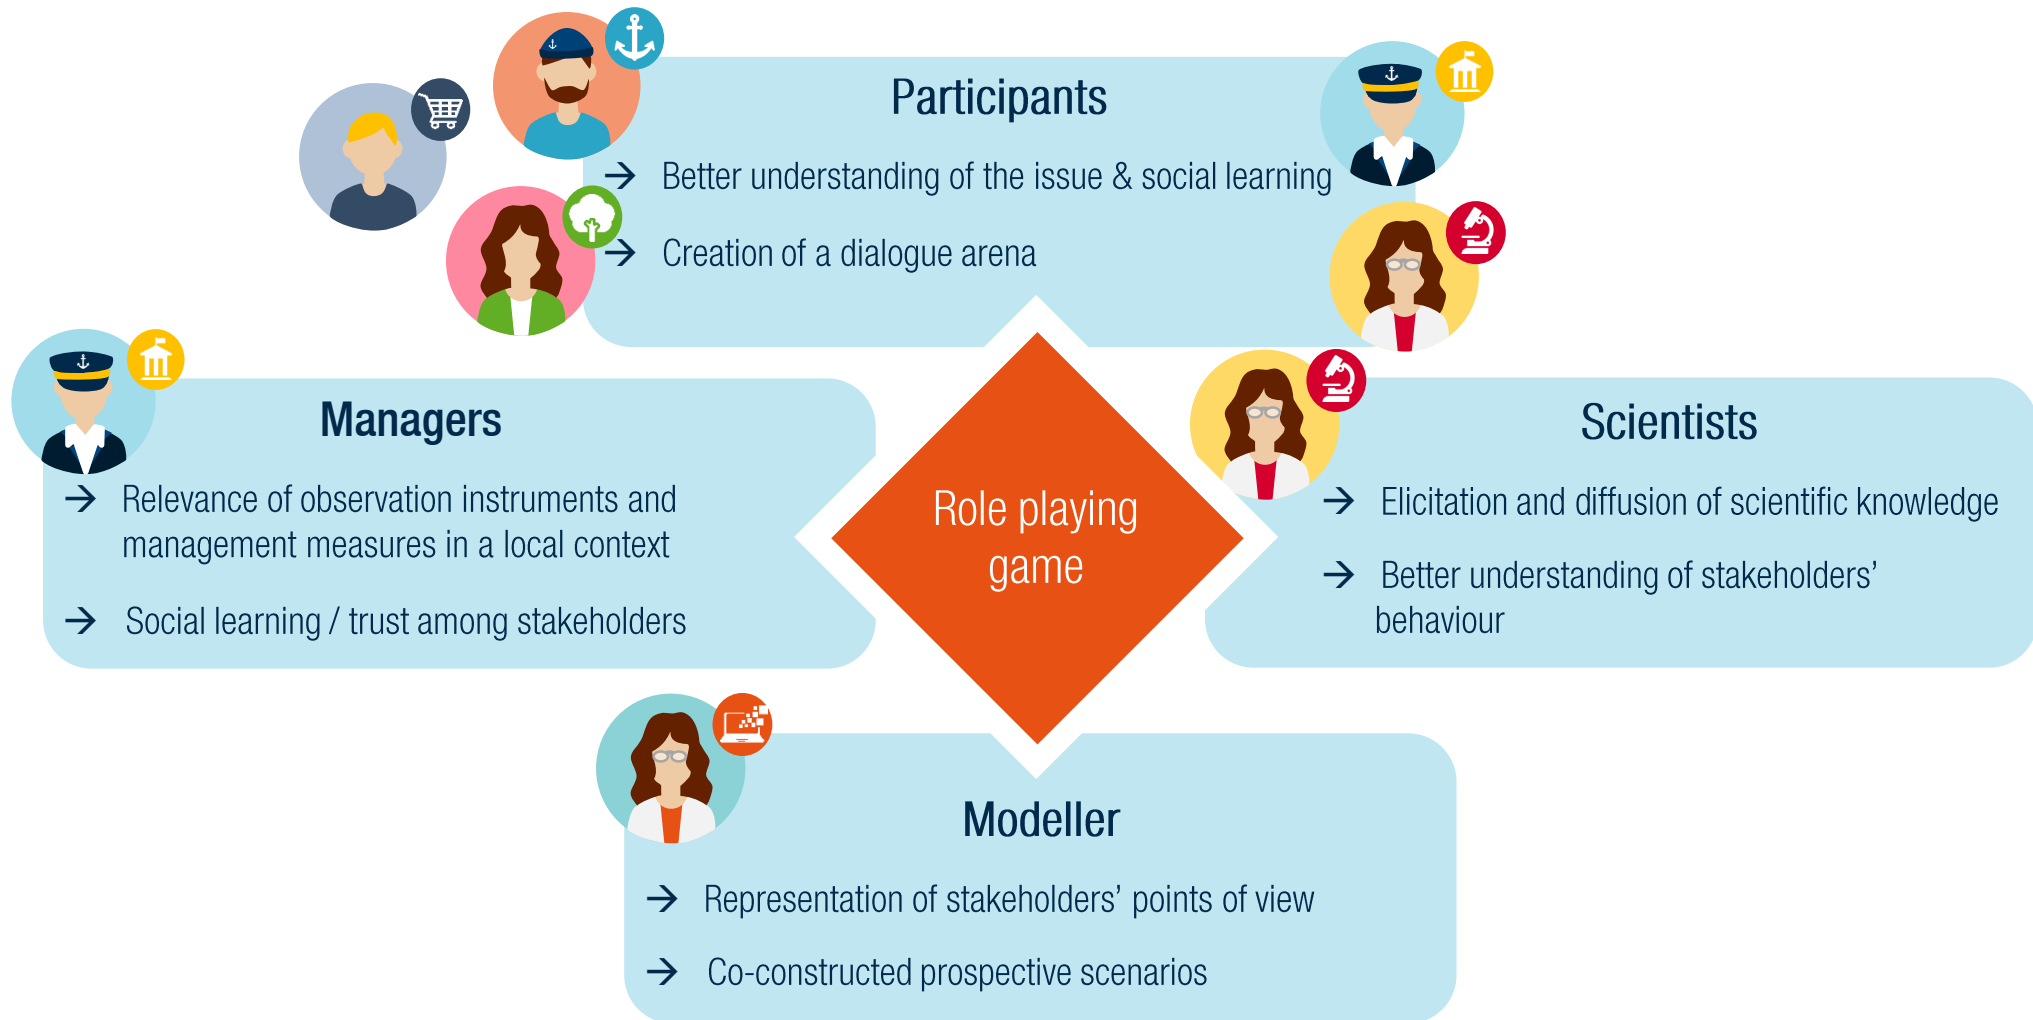 Participants
→ Better understanding of the issue & social learning
→ Creation of a dialogue arena
Managers
→ Relevance of observation instruments and
management measures in a local context
→ Social learning / trust among stakeholders
Role playing
game
Scientists
→ Elicitation and diffusion of scientific knowledge
→ Better understanding of stakeholders’
behaviour
Modeller
→ Representation of stakeholders’ points of view
→ Co-constructed prospective scenarios